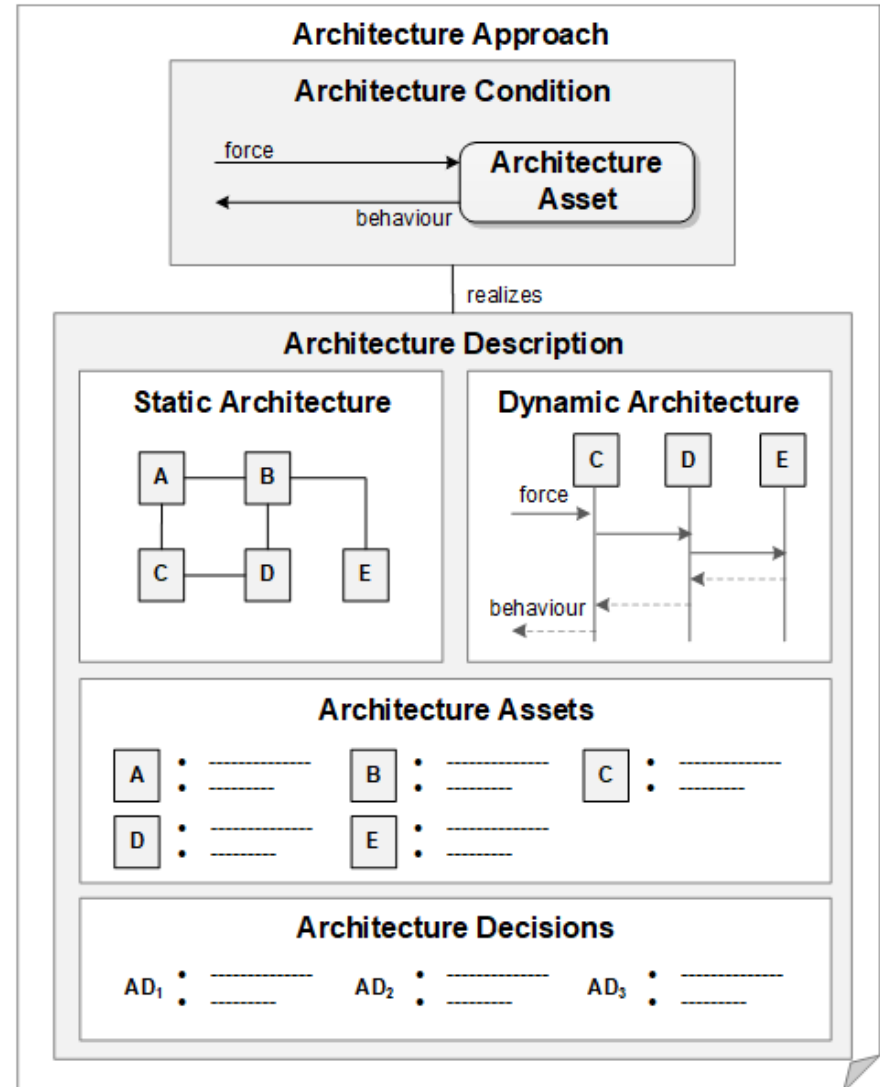 Architecture Approach
Architecture Condition
force
Architecture
Asset
behaviour
realizes
Architecture Description
Static Architecture
A B
C D E
Dynamic Architecture
C D E
force
behaviour
Architecture Assets
A • --------------
• ---------
B • --------------
• ---------
C • --------------
• ---------
D • --------------
• ---------
E • --------------
• ---------
Architecture Decisions
AD₁ • --------------
• ---------
AD₂ • --------------
• ---------
AD₃ • --------------
• ---------